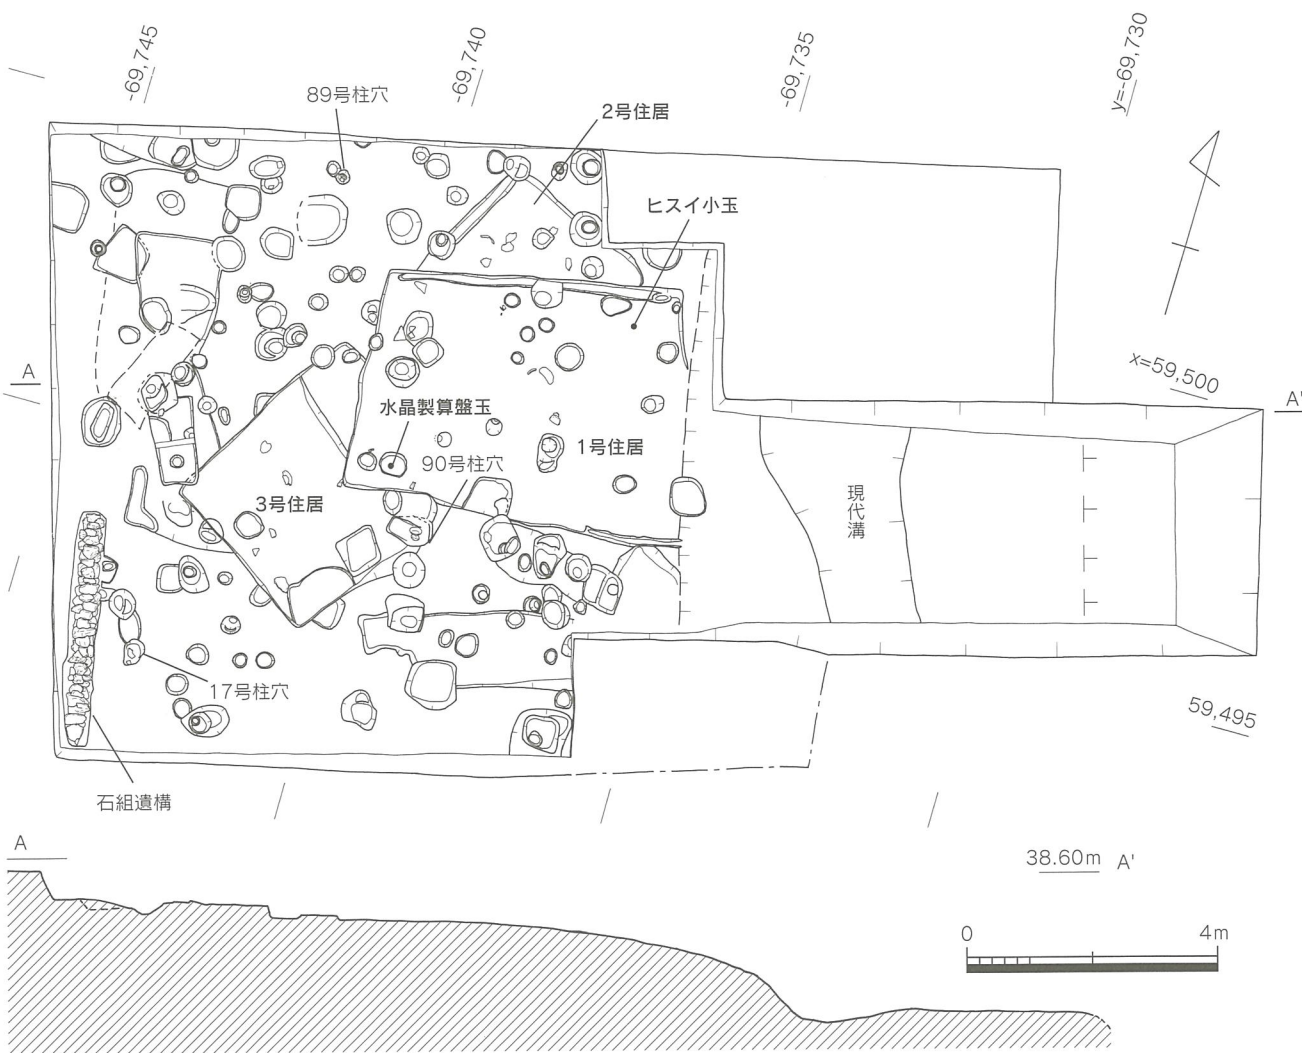 -69,745
-69,740
-69,735
y=-69,730
89号柱穴
2号住居
ヒスイ小玉
x=59,500
A
A'
水晶製算盤玉
1号住居
90号柱穴
3号住居
現代溝
17号柱穴
59,495
石組遺構
A
38.60m A'
0 4m